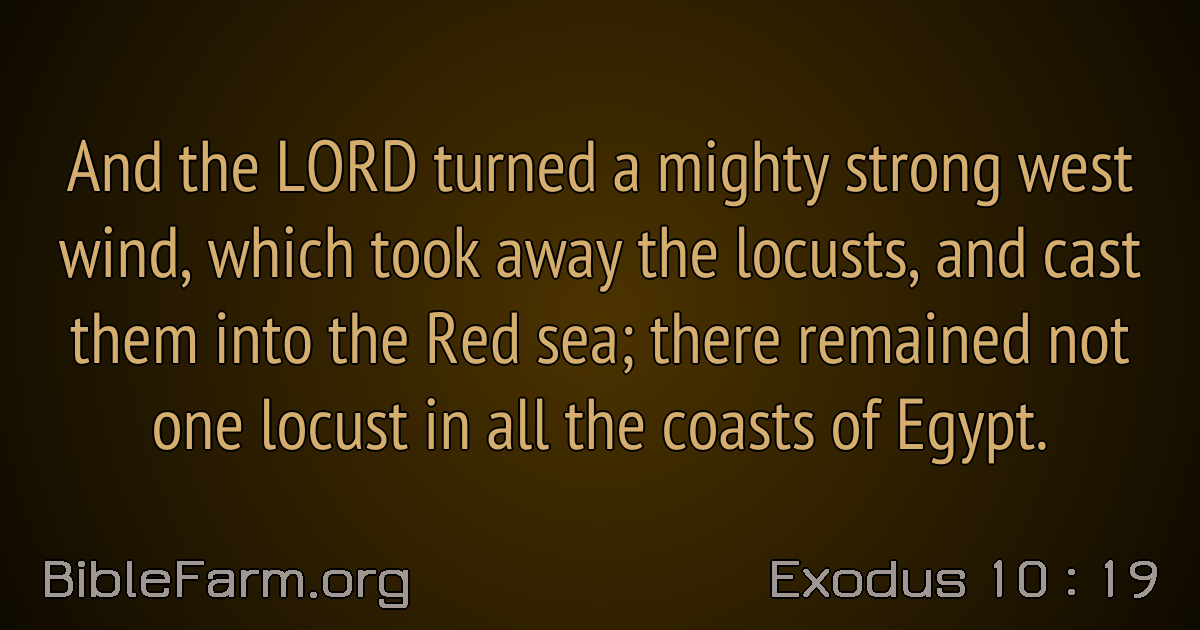 And the LORD turned a mighty strong west
wind, which took away the locusts, and cast
them into the Red sea; there remained not
one locust in all the coasts of Egypt.
BibleFarm.org
Exodus 10 : 19